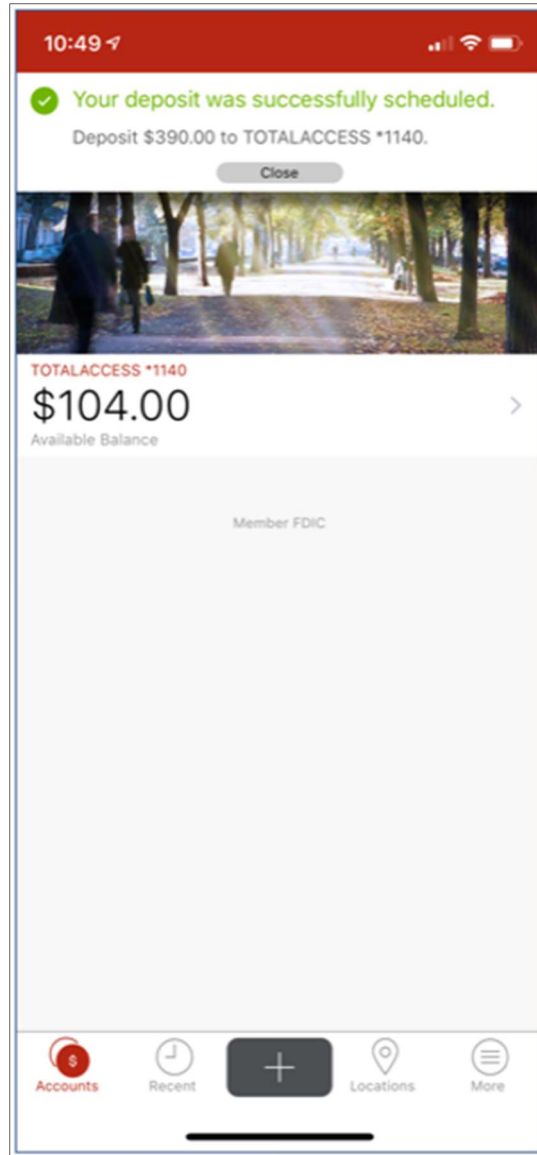 10:49
Your deposit was successfully scheduled.
Deposit $390.00 to TOTALACCESS *1140.
Close
TOTALACCESS *1140
$104.00
Available Balance
Member FDIC
$
Accounts
Recent
Locations
More